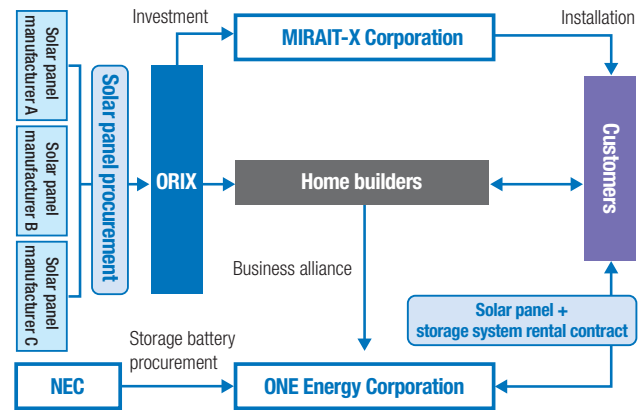 Investment
Installation
MIRAIT-X Corporation
Solar panel
manufacturer A
Solar panel
manufacturer B
Solar panel
manufacturer C
Solar panel procurement
ORIX
Home builders
Customers
Business alliance
Solar panel +
storage system rental contract
Storage battery
procurement
NEC
ONE Energy Corporation